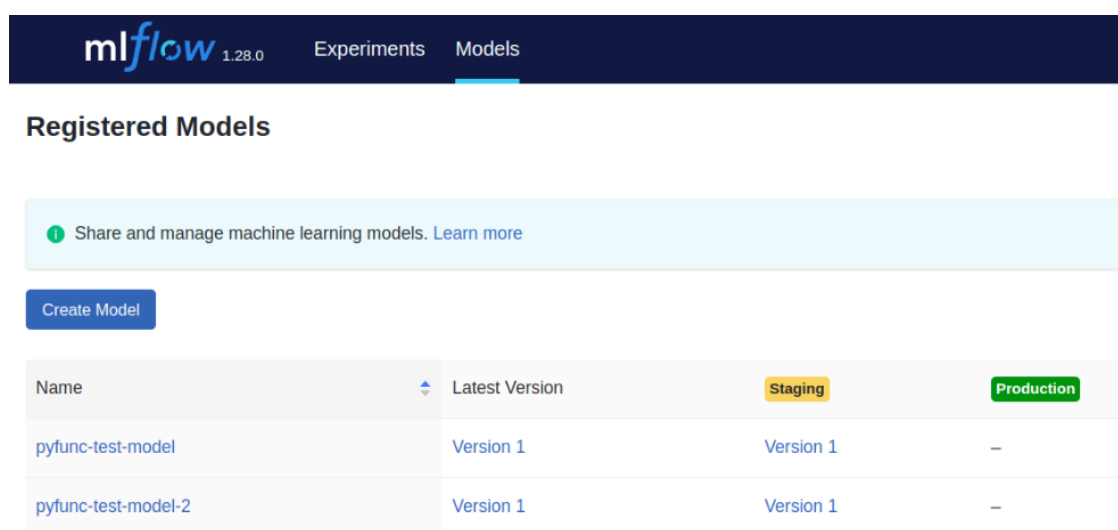 mlflow 1.28.0 Experiments Models
Registered Models
Share and manage machine learning models. Learn more
Create Model
Name Latest Version Staging Production
pyfunc-test-model Version 1 Version 1 –
pyfunc-test-model-2 Version 1 Version 1 –